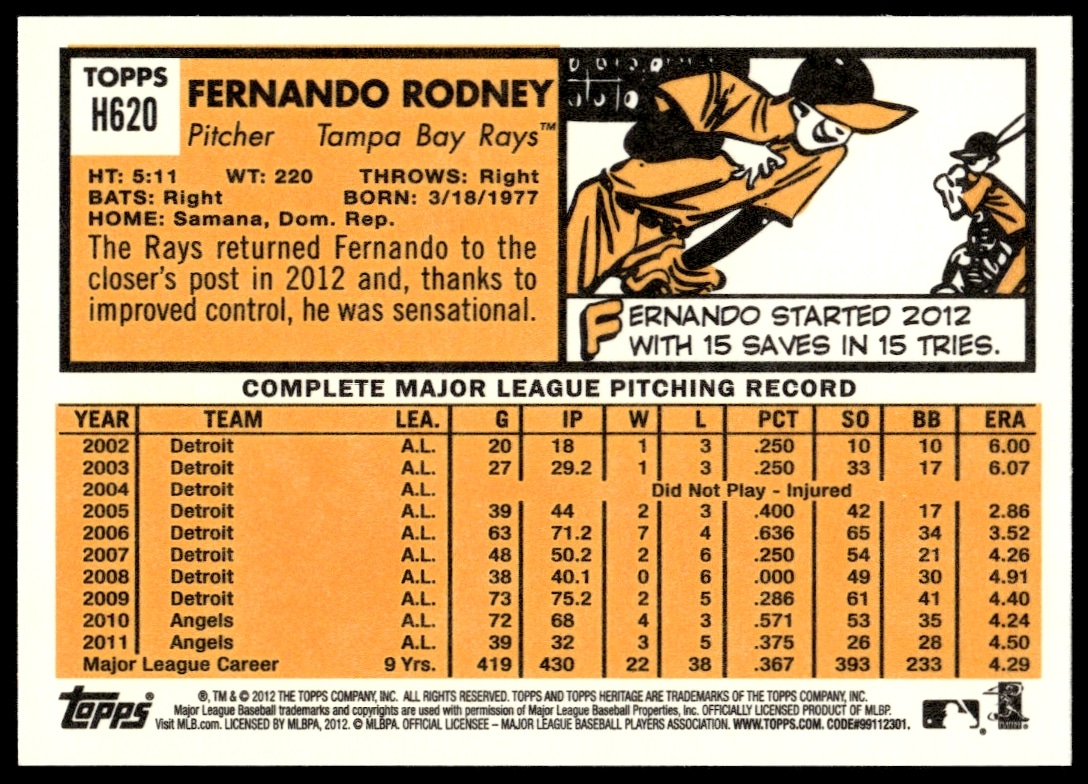 TOPPS
H620
FERNANDO RODNEY
Pitcher Tampa Bay Rays™
HT: 5:11 WT: 220 THROWS: Right
BATS: Right BORN: 3/18/1977
HOME: Samana, Dom. Rep.
The Rays returned Fernando to the
closer's post in 2012 and, thanks to
improved control, he was sensational.
FERNANDO STARTED 2012
WITH 15 SAVES IN 15 TRIES.
COMPLETE MAJOR LEAGUE PITCHING RECORD
YEAR TEAM LEA. G IP W L PCT SO BB ERA
2002 Detroit A.L. 20 18 1 3 .250 10 10 6.00
2003 Detroit A.L. 27 29.2 1 3 .250 33 17 6.07
2004 Detroit A.L. Did Not Play - Injured
2005 Detroit A.L. 39 44 2 3 .400 42 17 2.86
2006 Detroit A.L. 63 71.2 7 4 .636 65 34 3.52
2007 Detroit A.L. 48 50.2 2 6 .250 54 21 4.26
2008 Detroit A.L. 38 40.1 0 6 .000 49 30 4.91
2009 Detroit A.L. 73 75.2 2 5 .286 61 41 4.40
2010 Angels A.L. 72 68 4 3 .571 53 35 4.24
2011 Angels A.L. 39 32 3 5 .375 26 28 4.50
Major League Career 9 Yrs. 419 430 22 38 .367 393 233 4.29
Topps®
®, TM & © 2012 THE TOPPS COMPANY, INC. ALL RIGHTS RESERVED. TOPPS AND TOPPS HERITAGE ARE TRADEMARKS OF THE TOPPS COMPANY, INC.
Major League Baseball trademarks and copyrights are used with permission of Major League Baseball Properties, Inc. OFFICIALLY LICENSED PRODUCT OF MLBP.
Visit MLB.com. LICENSED BY MLBPA, 2012. © MLBPA. OFFICIAL LICENSEE – MAJOR LEAGUE BASEBALL PLAYERS ASSOCIATION. WWW.TOPPS.COM. CODE#99112301.